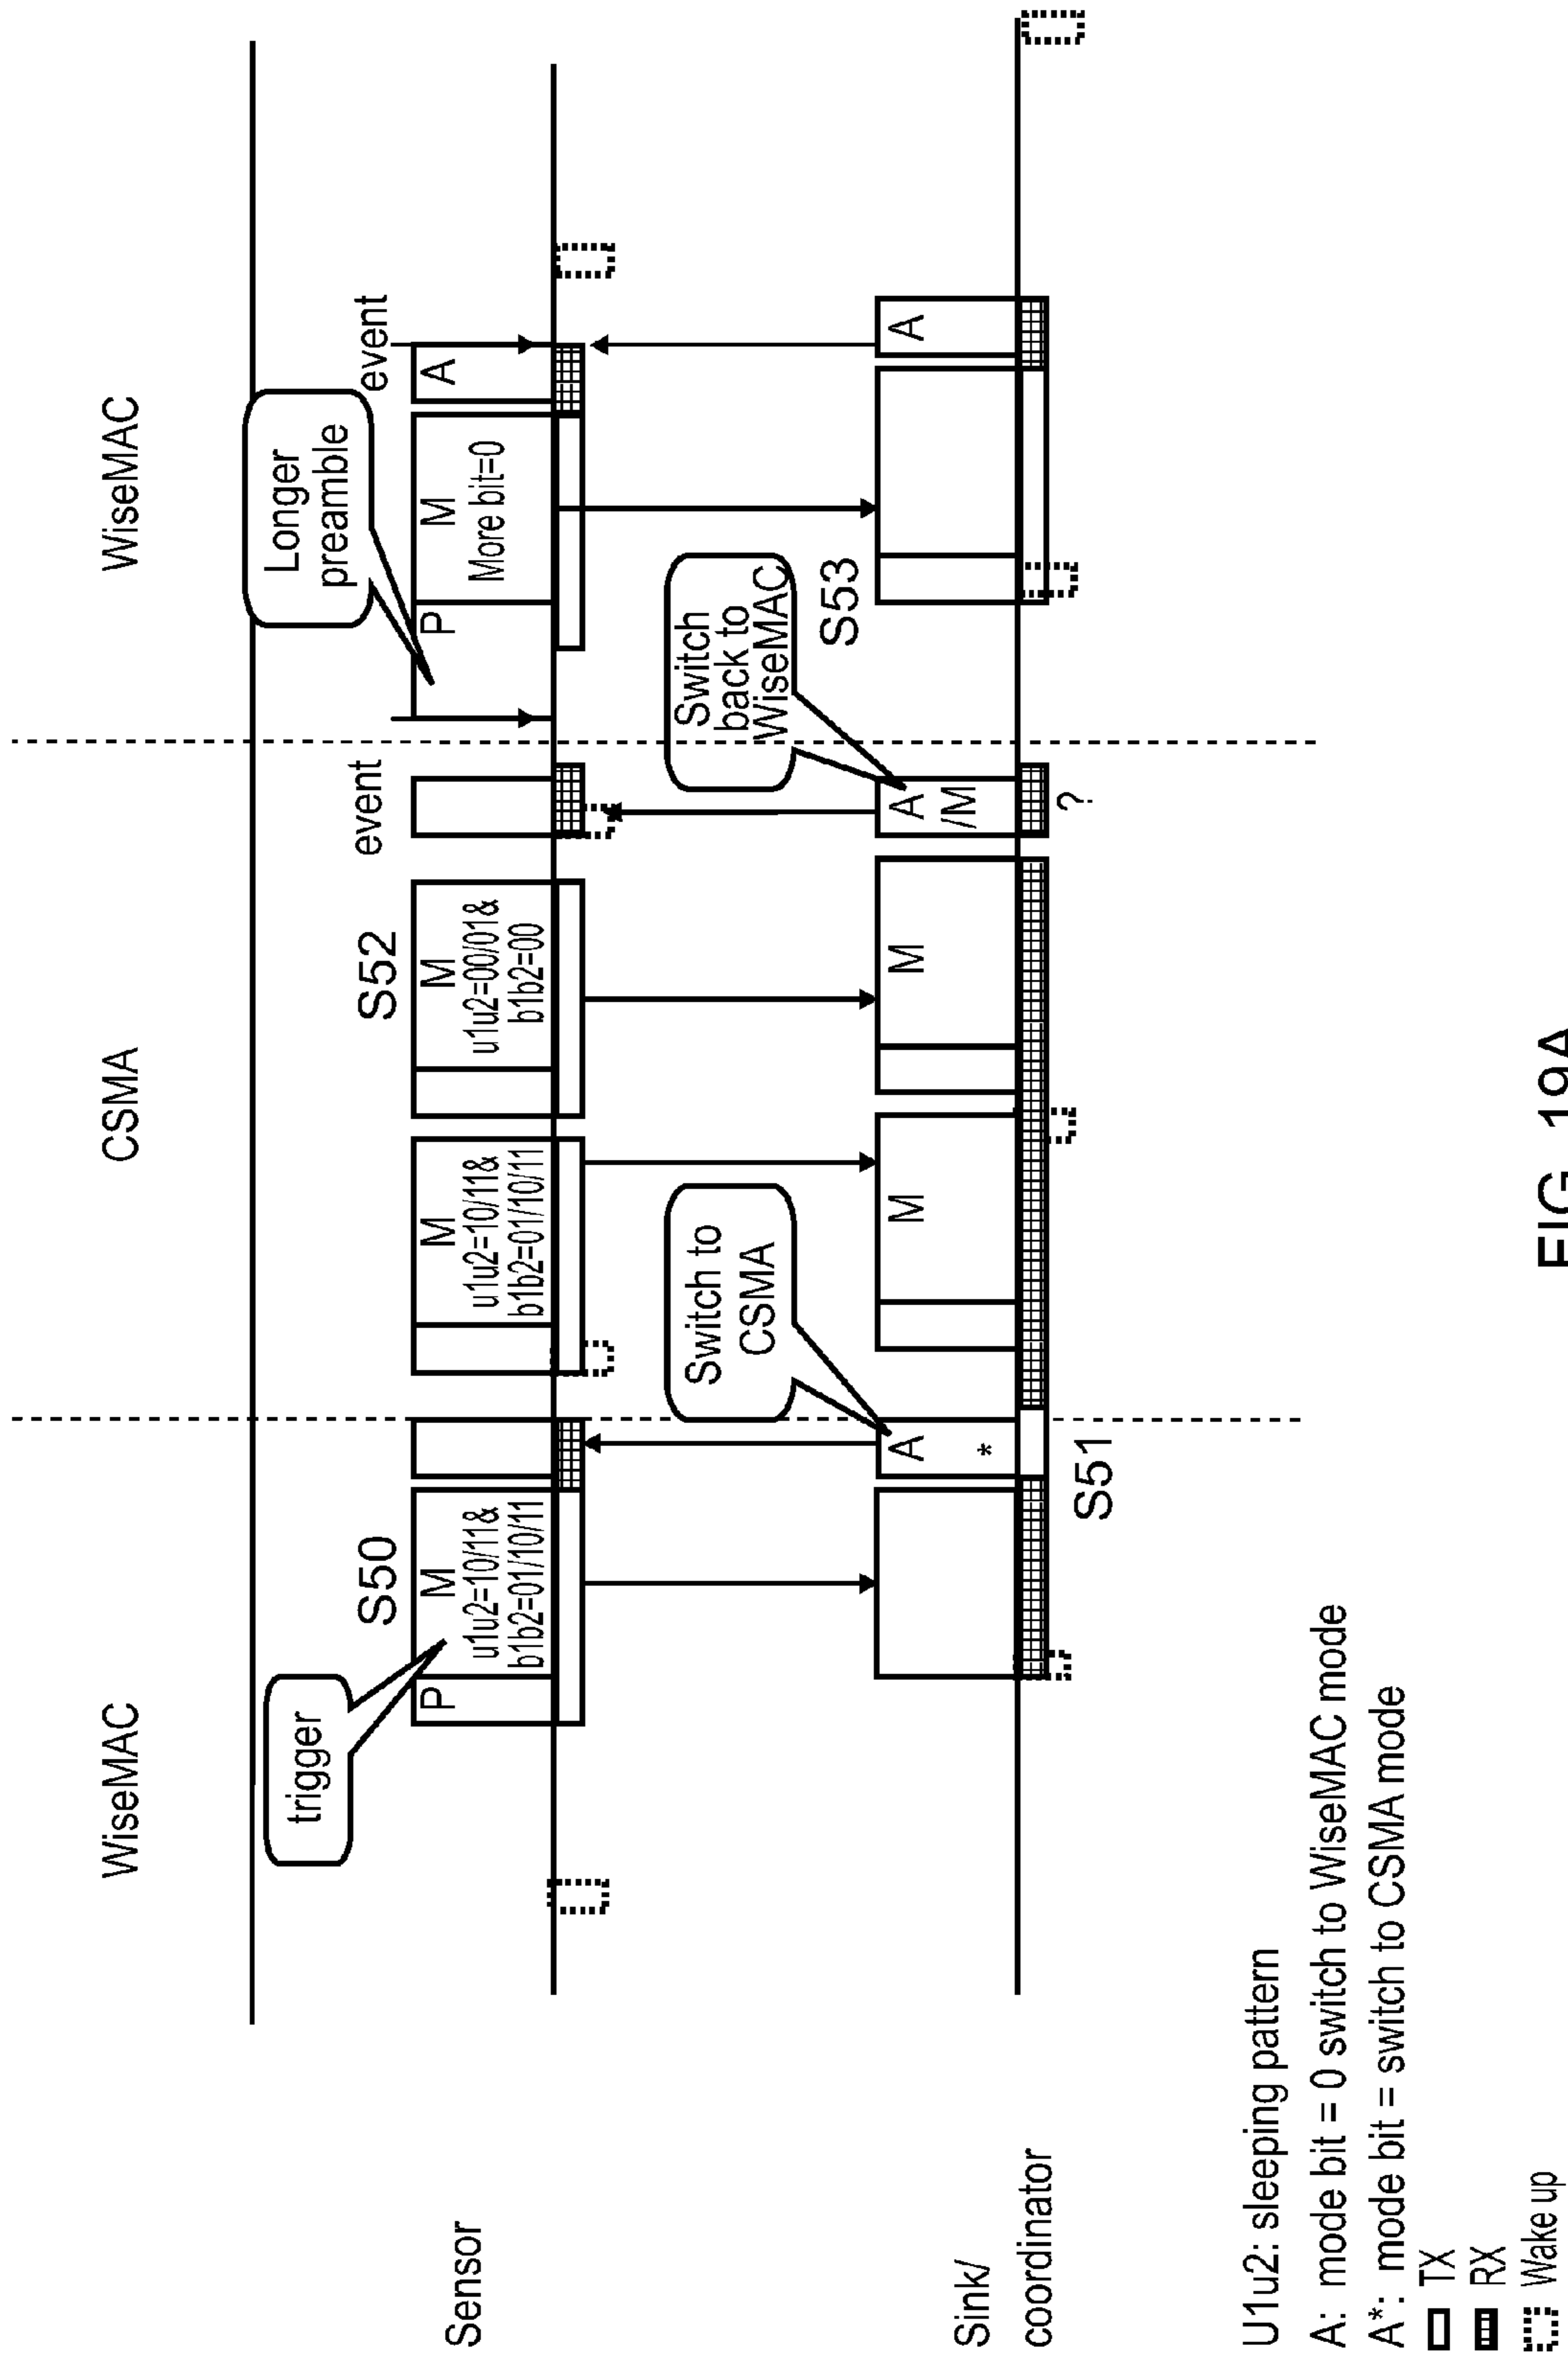 WiseMAC
CSMA
WiseMAC
trigger
Longer
preamble
S50
S52
event
event
Sensor
P
M
u1u2=10/11&
b1b2=01/10/11
M
u1u2=10/11&
b1b2=01/10/11
M
u1u2=00/01&
b1b2=00
P
M
More bit=0
A
Switch to
CSMA
Switch
back to
WiseMAC
S53
Sink/
coordinator
A
*
M
M
A
/M
A
?
S51
U1u2: sleeping pattern
A: mode bit = 0 switch to WiseMAC mode
A*: mode bit = switch to CSMA mode
TX
RX
Wake up
FIG. 19A